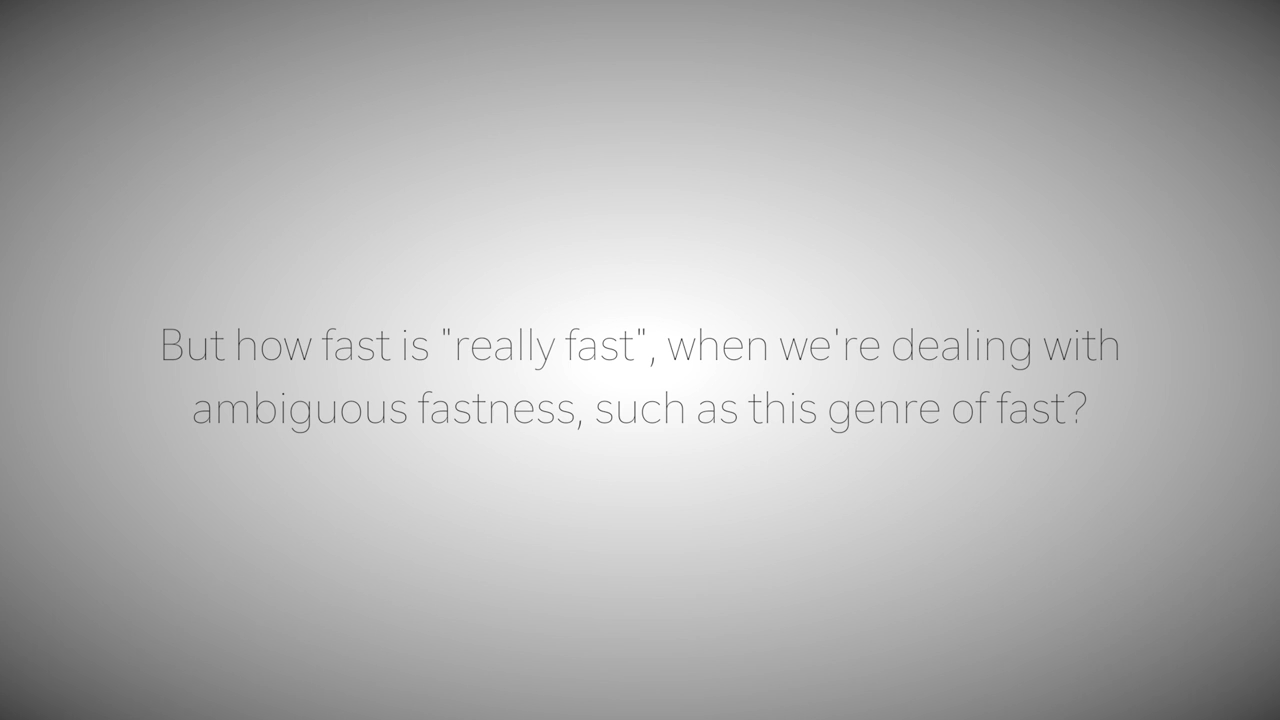 But how fast is "really fast", when we're dealing with
ambiguous fastness, such as this genre of fast?